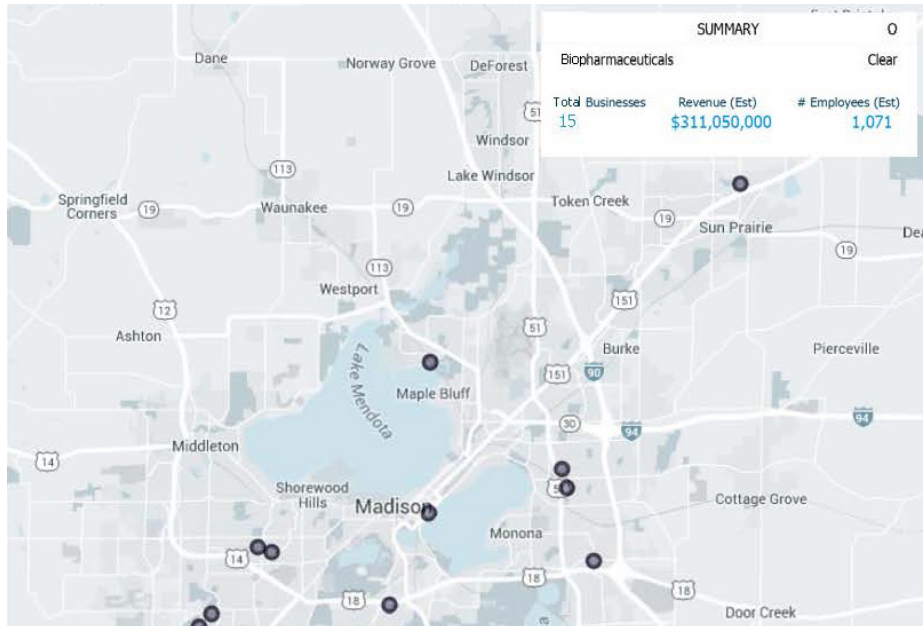 SUMMARY O
Biopharmaceuticals Clear
Total Businesses Revenue (Est) # Employees (Est)
15 $311,050,000 1,071
Dane
Norway Grove
DeForest
51
Windsor
113
Lake Windsor
Springfield
Corners
19
Waunakee
19
Token Creek
19
Sun Prairie
19
113
Westport
12
151
Ashton
51
Burke
Pierceville
Lake Mendota
151
90
Maple Bluff
30
94
94
Middleton
14
Shorewood
Hills
Madison
Cottage Grove
Monona
14
18
18
18
Door Creek